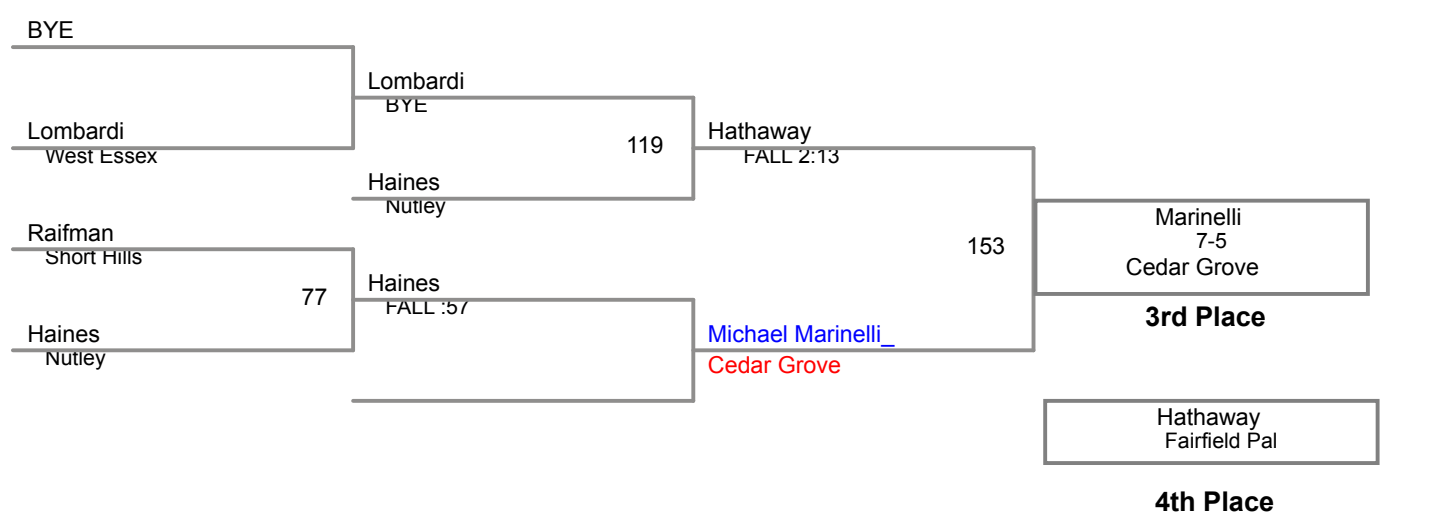 BYE
Lombardi
BYE
Lombardi
West Essex
119
Hathaway
FALL 2:13
Haines
Nutley
Raifman
Short Hills
153
Marinelli
7-5
Cedar Grove
77
Haines
FALL :57
3rd Place
Haines
Nutley
Michael Marinelli_
Cedar Grove
Hathaway
Fairfield Pal
4th Place